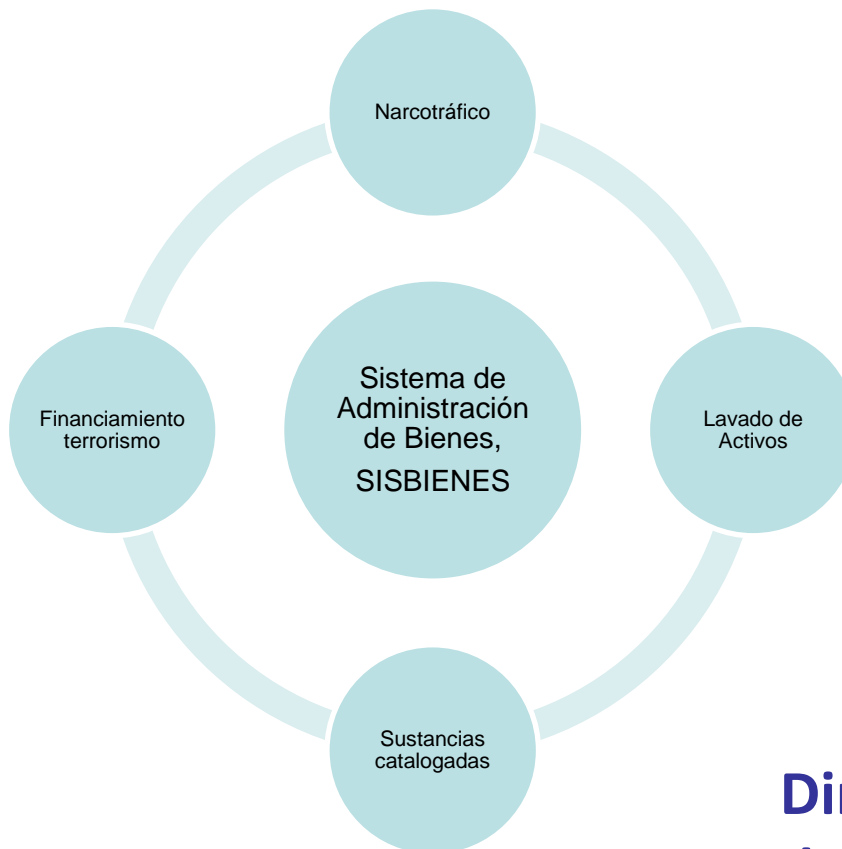 Narcotráfico
Financiamiento
terrorismo
Sistema de
Administración
de Bienes,
SISBIENES
Lavado de
Activos
Sustancias
catalogadas